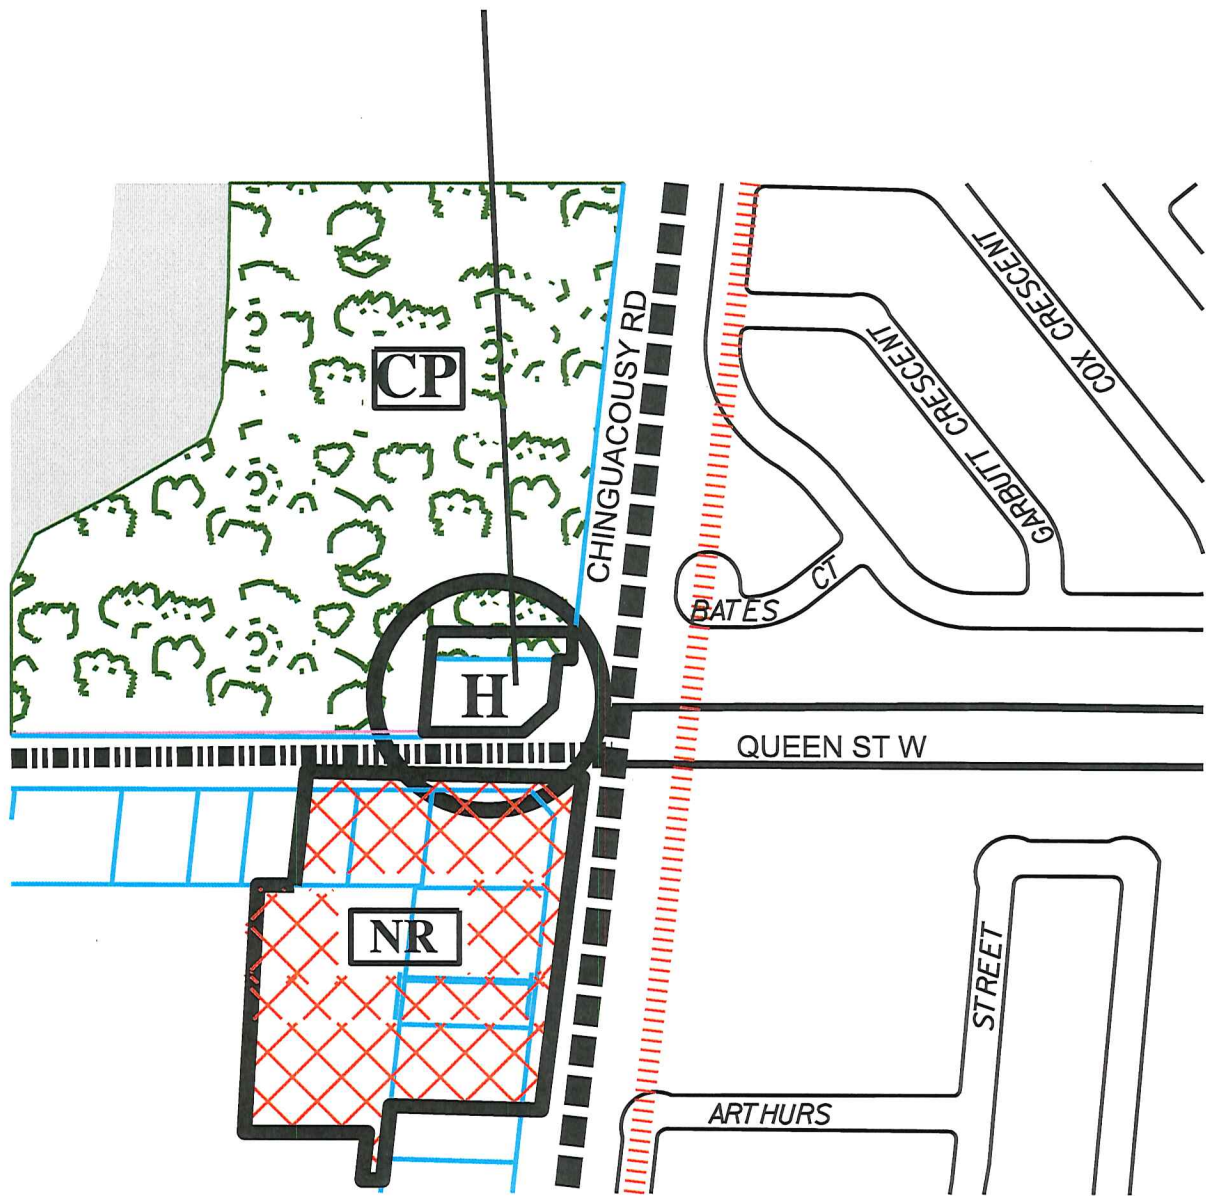 COX CRESCENT
GARBUTT CRESCENT
CP
CHINGUACOUSY RD
CT
BATES
H
QUEEN ST W
NR
STREET
ARTHURS